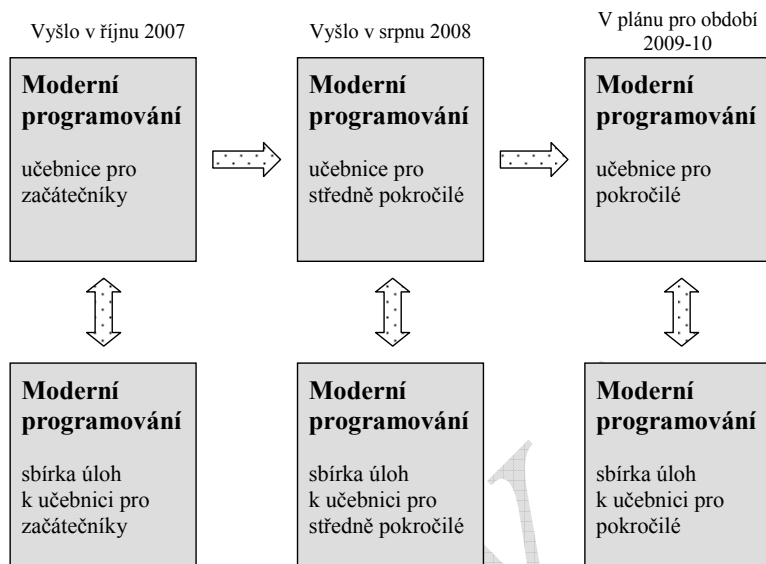 Vyšlo v říjnu 2007
Vyšlo v srpnu 2008
V plánu pro období
2009-10
Moderní
programování
učebnice pro
začátečníky
Moderní
programování
učebnice pro
středně pokročilé
Moderní
programování
učebnice pro
pokročilé
Moderní
programování
sbírka úloh
k učebnici pro
začátečníky
Moderní
programování
sbírka úloh
k učebnici pro
středně pokročilé
Moderní
programování
sbírka úloh
k učebnici pro
pokročilé